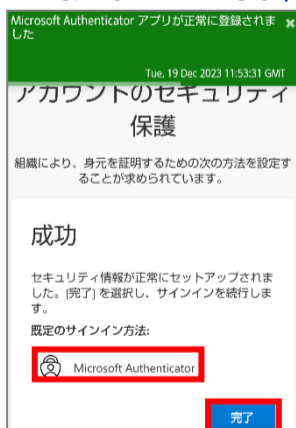 Microsoft Authenticator アプリが正常に登録されま
した
Tue, 19 Dec 2023 11:53:31 GMT
アカウントのセキュリティ
保護
組織により、身元を証明するための次の方法を設定す
ることが求められています。
成功
セキュリティ情報が正常にセットアップされま
した。[完了] を選択し、サインインを続行しま
す。
既定のサインイン方法:
Microsoft Authenticator
完了